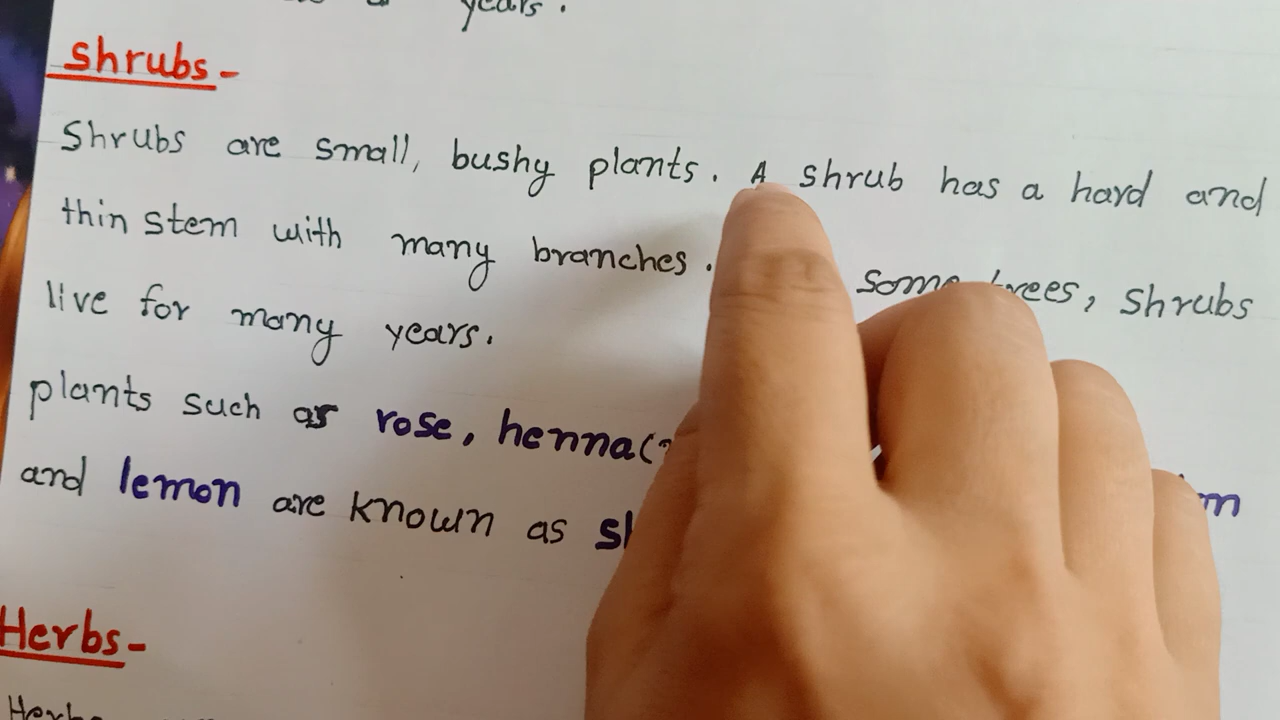 years.
Shrubs-
Shrubs are small, bushy plants. A shrub has a hard and
thin stem with many branches. some trees, shrubs
live for many years.
plants such as rose, henna(
and lemon are known as
Herbs-
Herbs